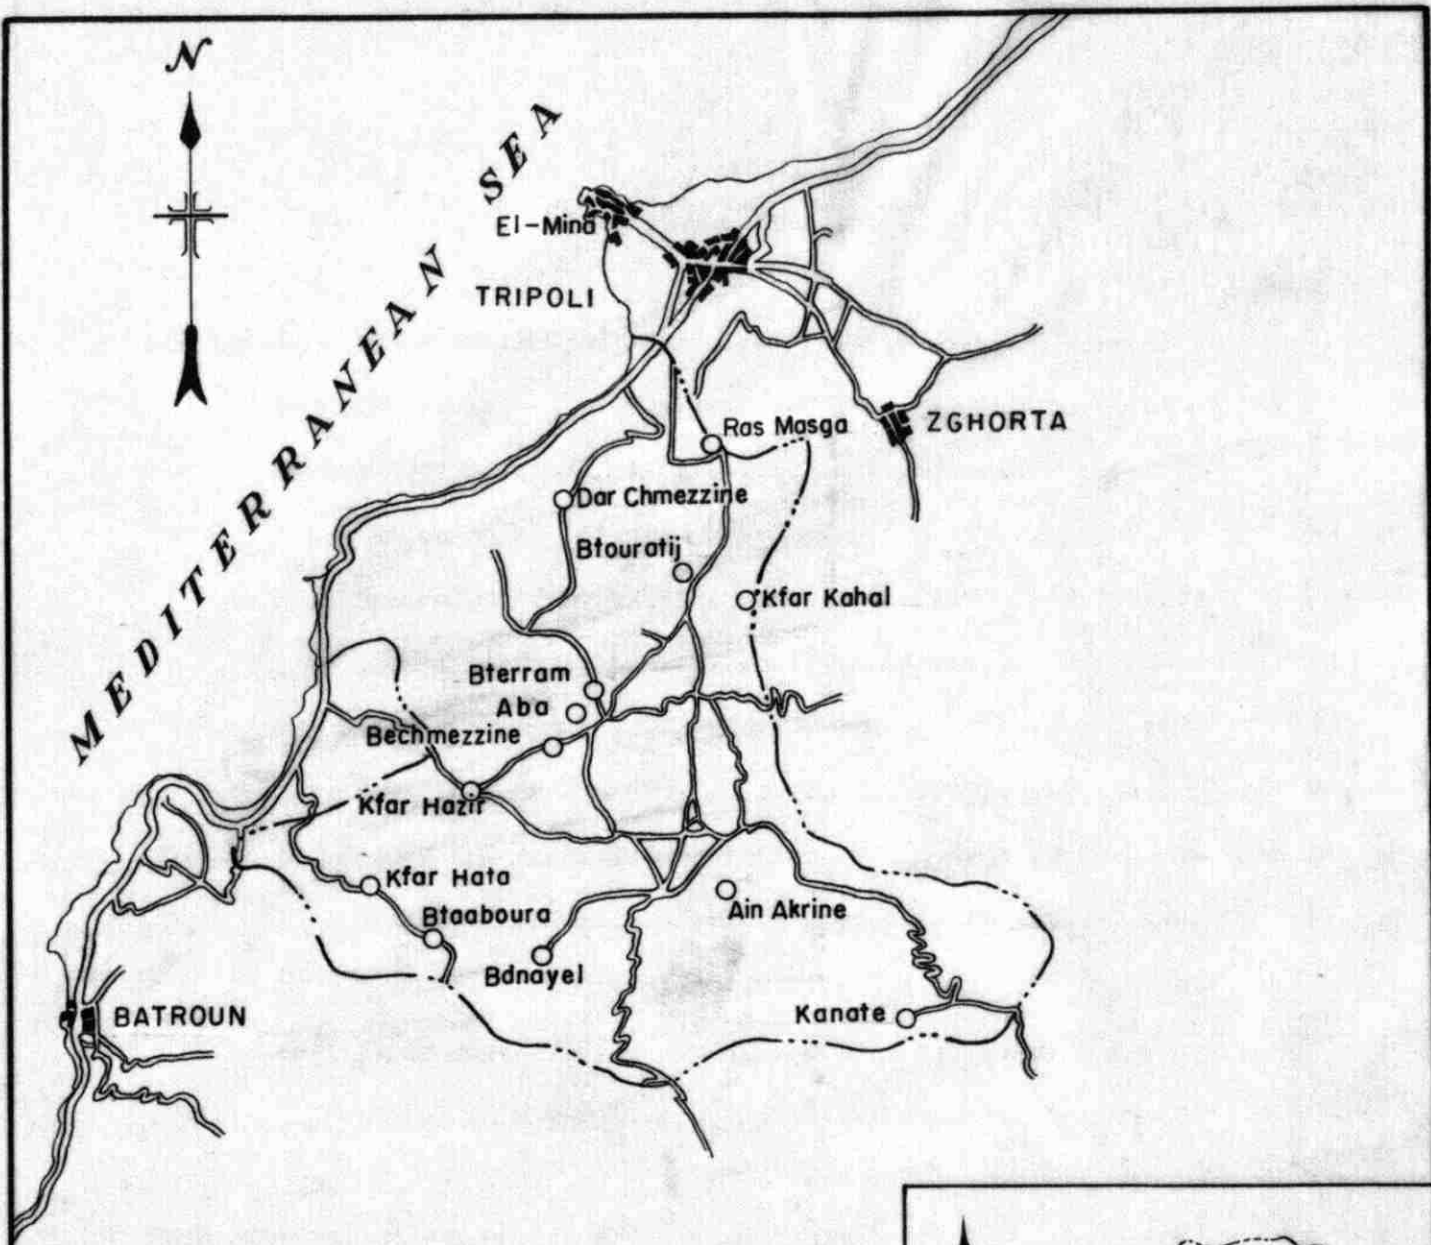 N
MEDITERRANEAN SEA
El-Mina
TRIPOLI
Ras Masga
ZGHORTA
Dar Chmezzine
Btouratij
Kfar Kahal
Bterram
Aba
Bechmezzine
Kfar Hazir
Kfar Hata
Btaaboura
Ain Akrine
Bdnayel
Kanate
BATROUN